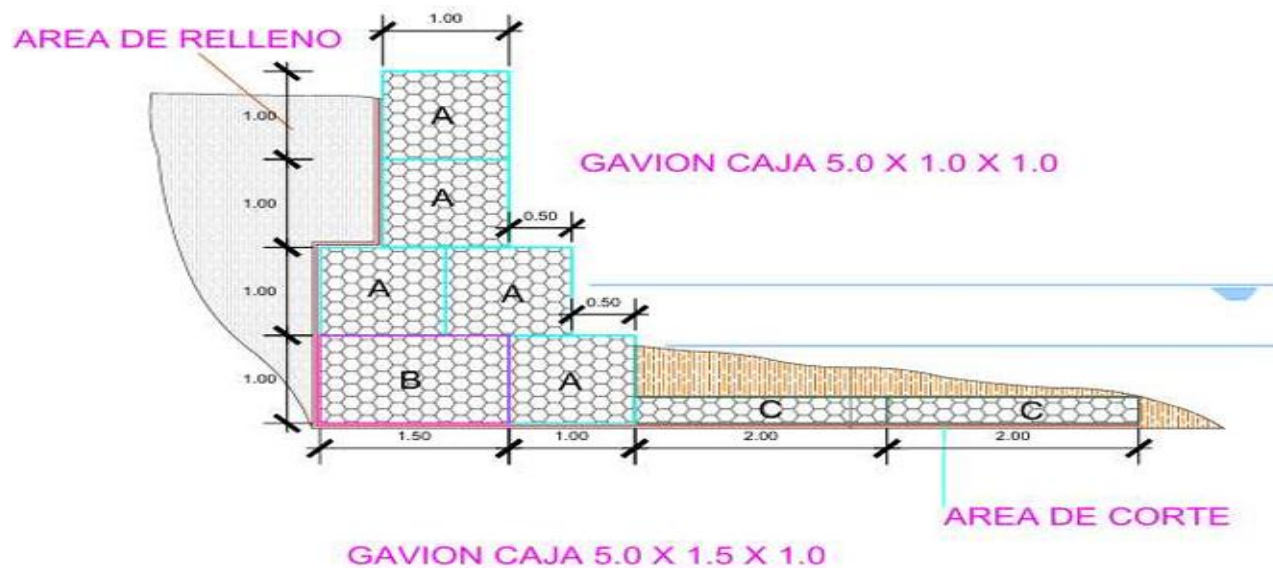 1.00
AREA DE RELLENO
1.00
A
GAVION CAJA 5.0 X 1.0 X 1.0
1.00
A
0.50
1.00
A
A
0.50
1.00
B
A
C
C
1.50
1.00
2.00
2.00
AREA DE CORTE
GAVION CAJA 5.0 X 1.5 X 1.0